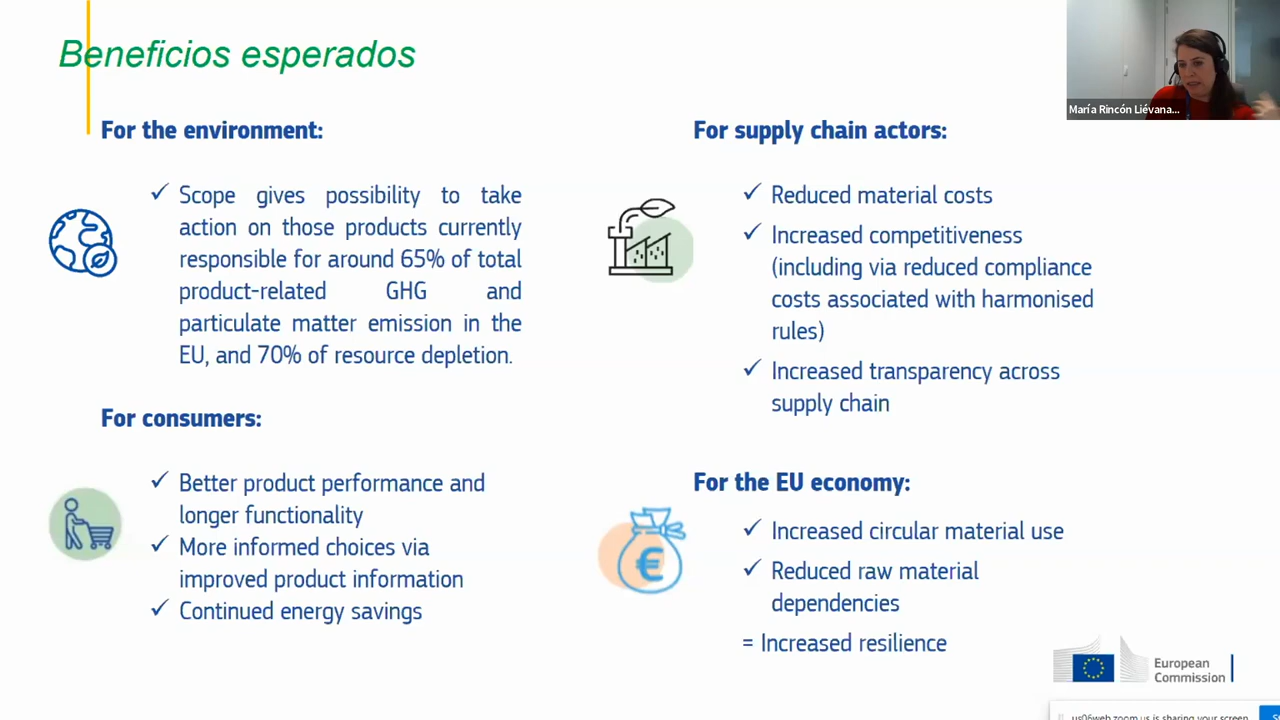 Beneficios esperados
María Rincón Liévana...
For the environment:
Scope gives possibility to take
action on those products currently
responsible for around 65% of total
product-related GHG and
particulate matter emission in the
EU, and 70% of resource depletion.
For consumers:
Better product performance and
longer functionality
More informed choices via
improved product information
Continued energy savings
For supply chain actors:
Reduced material costs
Increased competitiveness
(including via reduced compliance
costs associated with harmonised
rules)
Increased transparency across
supply chain
For the EU economy:
€
Increased circular material use
Reduced raw material
dependencies
= Increased resilience
European
Commission
us06web.zoom.us is sharing your screen.